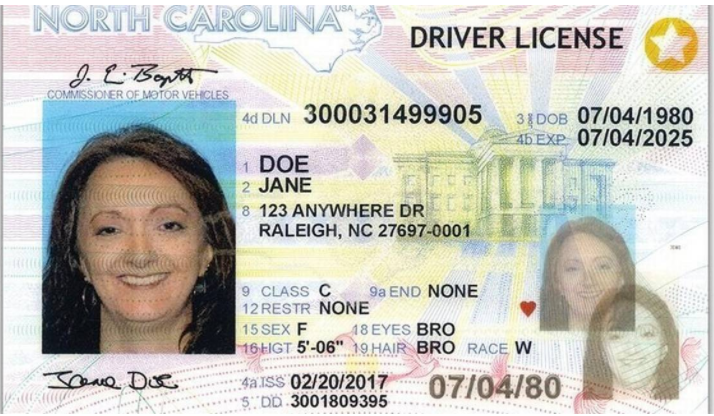 NORTH CAROLINA USA
DRIVER LICENSE
J. E. Boyette
COMMISSIONER OF MOTOR VEHICLES
4d DLN 300031499905
3 DOB 07/04/1980
4b EXP 07/04/2025
1 DOE
2 JANE
8 123 ANYWHERE DR
RALEIGH, NC 27697-0001
9 CLASS C 9a END NONE
12 RESTR NONE
15 SEX F 18 EYES BRO
16 HGT 5'-06" 19 HAIR BRO RACE W
Jane Doe
4a ISS 02/20/2017
07/04/80
5 DD 3001809395